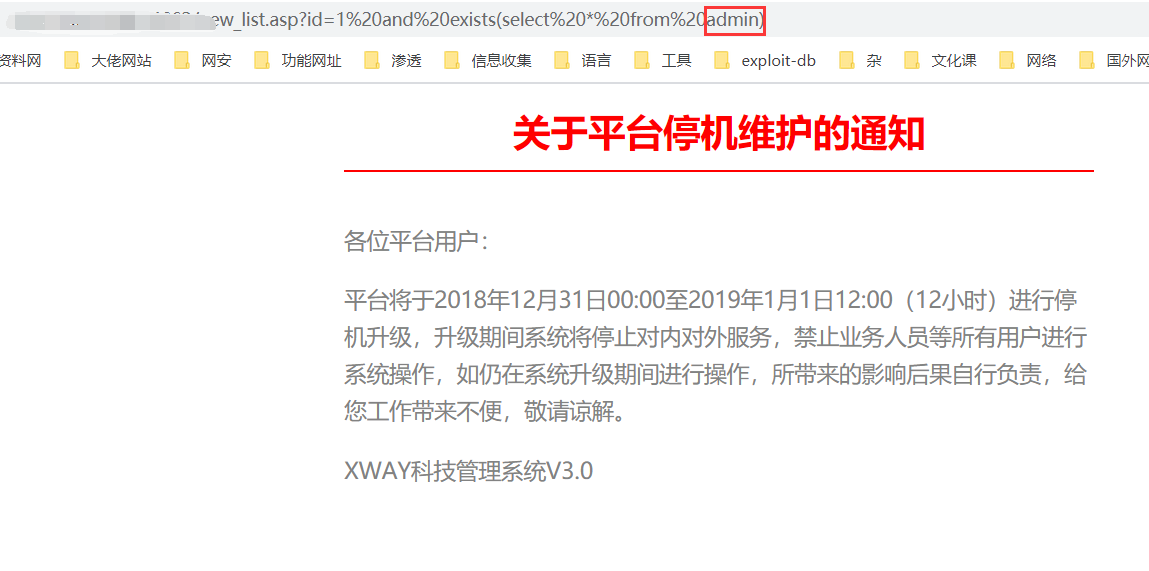 ew_list.asp?id=1%20and%20exists(select%20*%20from%20admin)
资料网 大佬网站 网安 功能网址 渗透 信息收集 语言 工具 exploit-db 杂 文化课 网络 国外网
关于平台停机维护的通知
各位平台用户：
平台将于2018年12月31日00:00至2019年1月1日12:00（12小时）进行停
机升级，升级期间系统将停止对内对外服务，禁止业务人员等所有用户进行
系统操作，如仍在系统升级期间进行操作，所带来的影响后果自行负责，给
您工作带来不便，敬请谅解。
XWAY科技管理系统V3.0